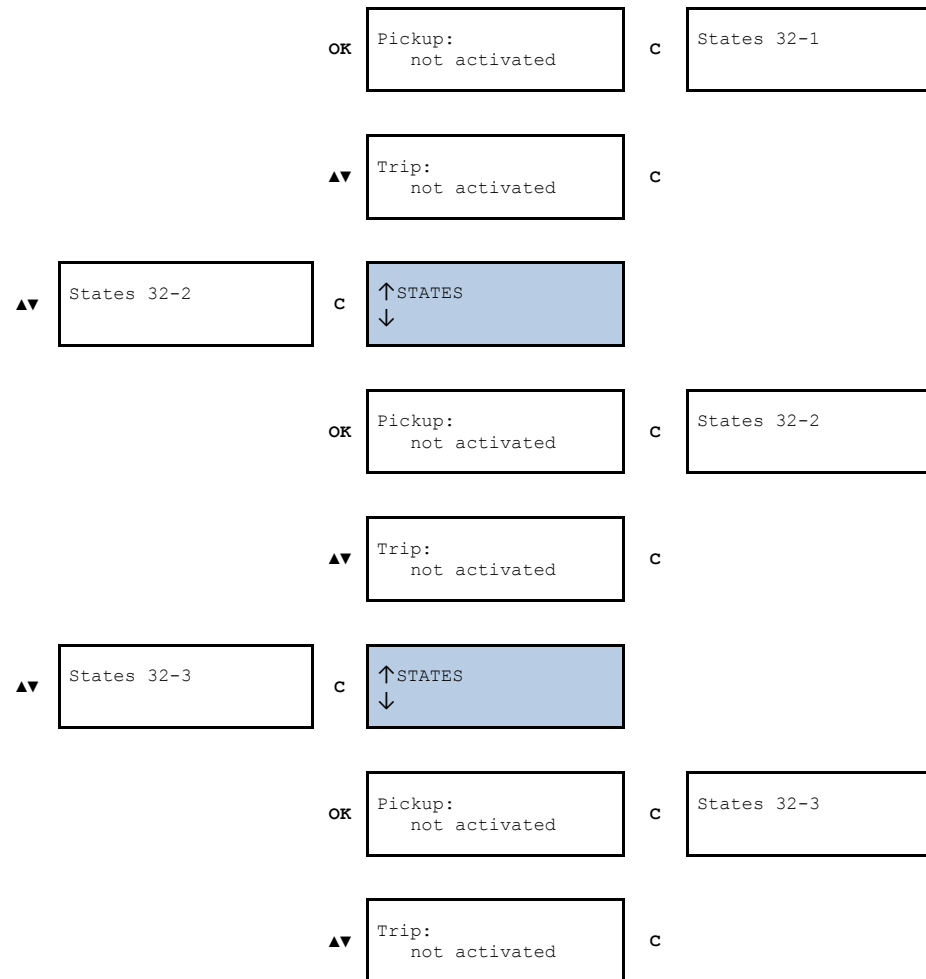 OK
Pickup:
not activated
C
States 32-1
▲▼
Trip:
not activated
C
▲▼
States 32-2
C
↑STATES
↓
OK
Pickup:
not activated
C
States 32-2
▲▼
Trip:
not activated
C
▲▼
States 32-3
C
↑STATES
↓
OK
Pickup:
not activated
C
States 32-3
▲▼
Trip:
not activated
C